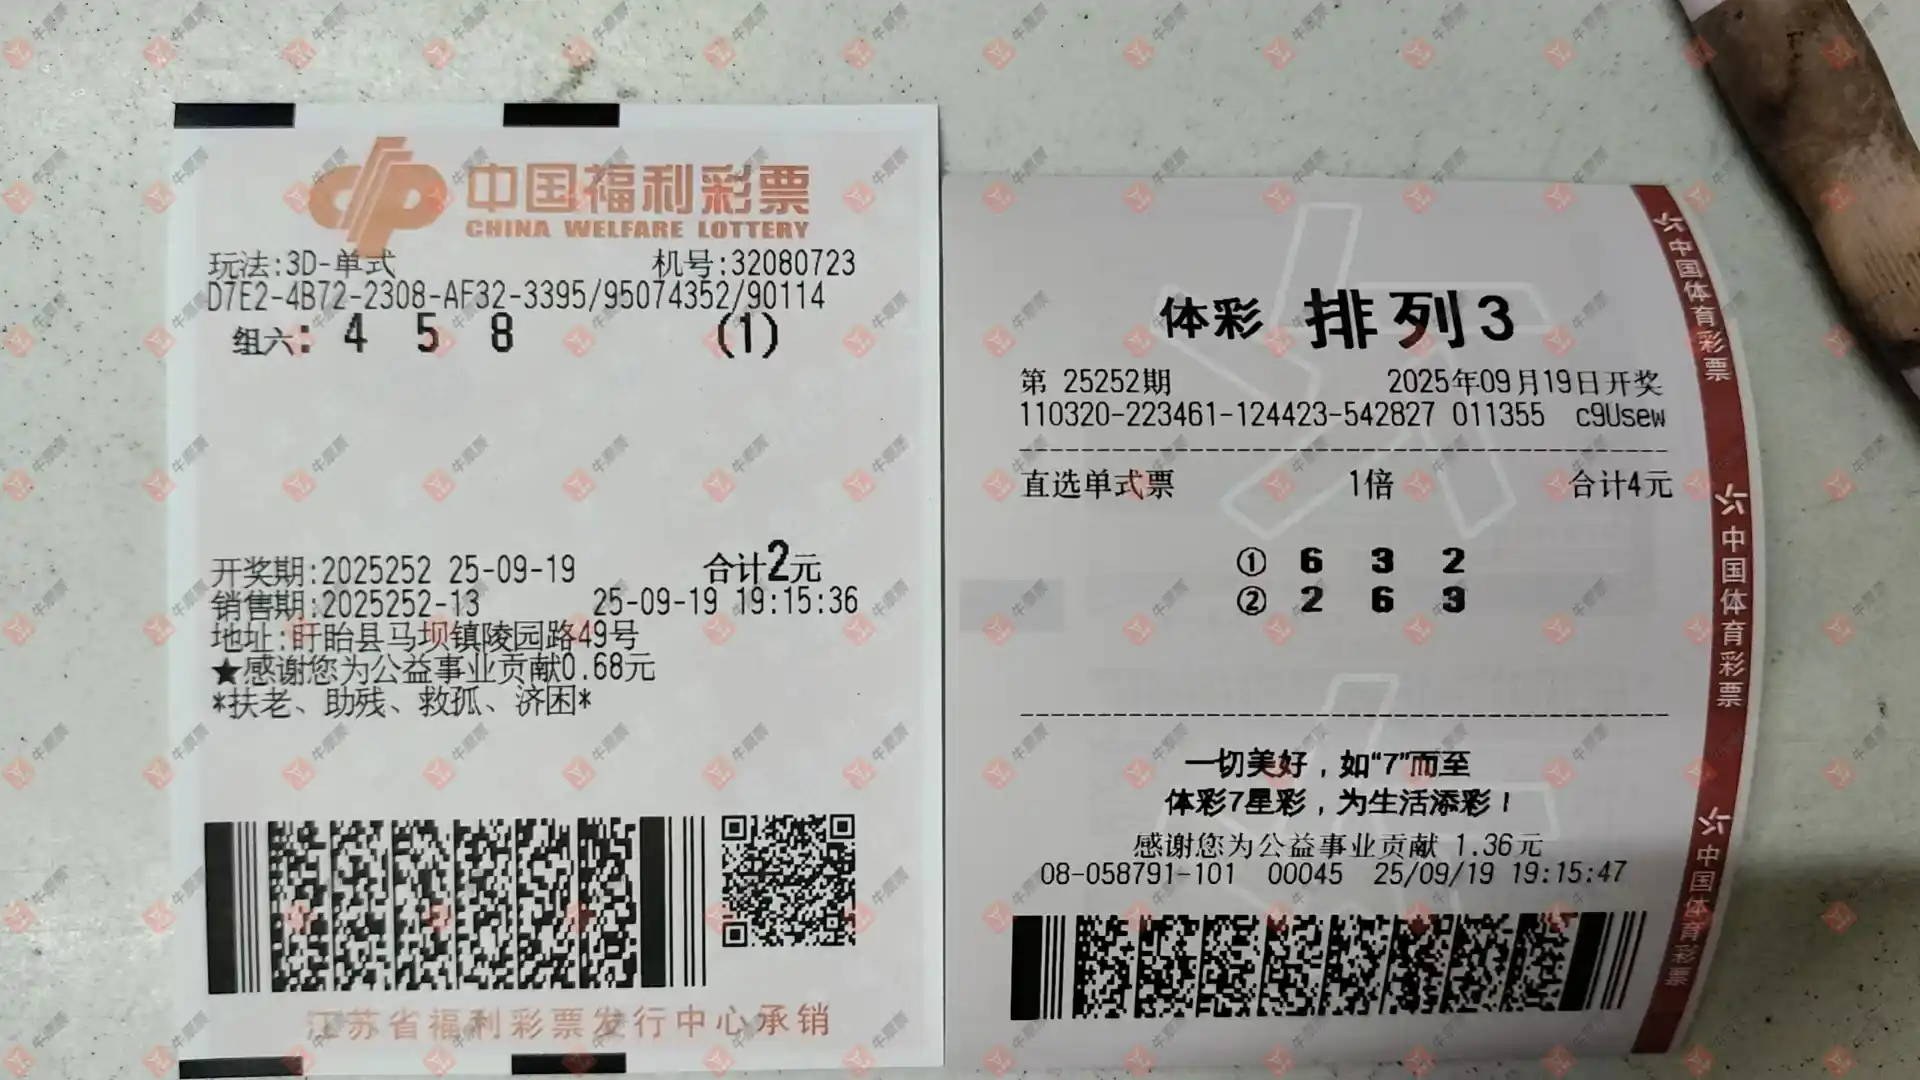 中国福利彩票
CHINA WELFARE LOTTERY
玩法:3D-单式 机号:32080723
D7E2-4B72-2308-AF32-3395/95074352/90114
组六: 4 5 8 (1)
开奖期:2025252 25-09-19 合计2元
销售期:2025252-13 25-09-19 19:15:36
地址:盱眙县马坝镇陵园路49号
★感谢您为公益事业贡献0.68元
*扶老、助残、救孤、济困*
江苏省福利彩票发行中心承销
体彩 排列3
第 25252期 2025年09月19日开奖
110320-223461-124423-542827 011355 c9Usew
直选单式票 1倍 合计4元
① 6 3 2
② 2 6 3
一切美好，如“7”而至
体彩7星彩，为生活添彩！
感谢您为公益事业贡献 1.36元
08-058791-101 00045 25/09/19 19:15:47
中国体育彩票
中国体育彩票
中国体育彩票